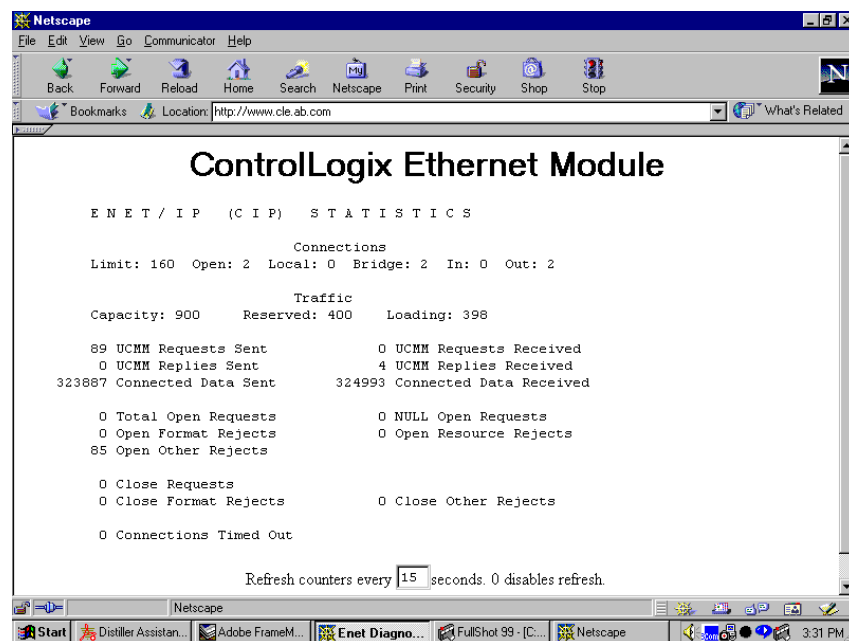 Netscape
File Edit View Go Communicator Help
Back Forward Reload Home Search Netscape Print Security Shop Stop
My
N
Bookmarks Location: http://www.cle.ab.com What's Related
ControlLogix Ethernet Module
E N E T / I P (C I P) S T A T I S T I C S
Connections
Limit: 160 Open: 2 Local: 0 Bridge: 2 In: 0 Out: 2
Traffic
Capacity: 900 Reserved: 400 Loading: 398
89 UCMM Requests Sent 0 UCMM Requests Received
0 UCMM Replies Sent 4 UCMM Replies Received
323887 Connected Data Sent 324993 Connected Data Received
0 Total Open Requests 0 NULL Open Requests
0 Open Format Rejects 0 Open Resource Rejects
85 Open Other Rejects
0 Close Requests
0 Close Format Rejects 0 Close Other Rejects
0 Connections Timed Out
Refresh counters every 15 seconds. 0 disables refresh.
Netscape
Start Distiller Assistan... Adobe FrameM... Enet Diagno... FullShot 99 - [C:... Netscape 3:31 PM